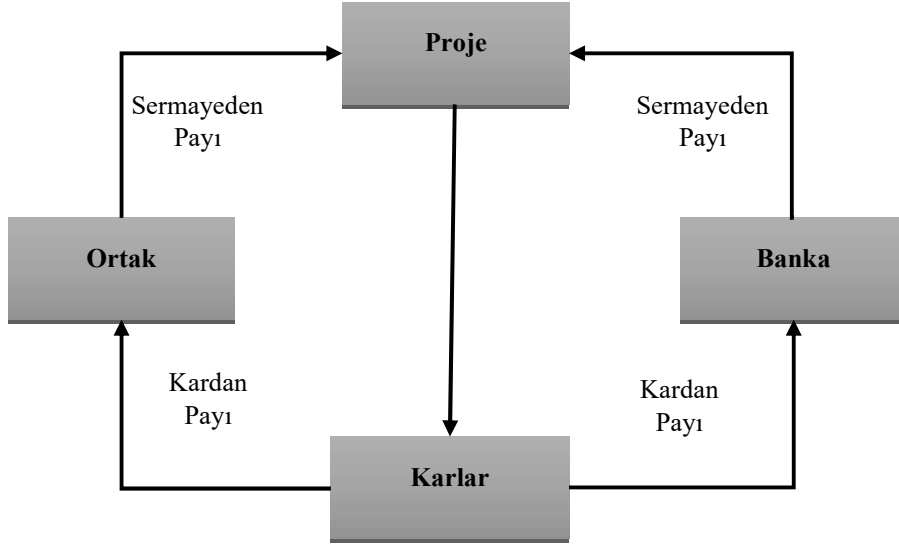 Proje
Sermayeden
Payı
Sermayeden
Payı
Ortak
Banka
Kardan
Payı
Kardan
Payı
Karlar